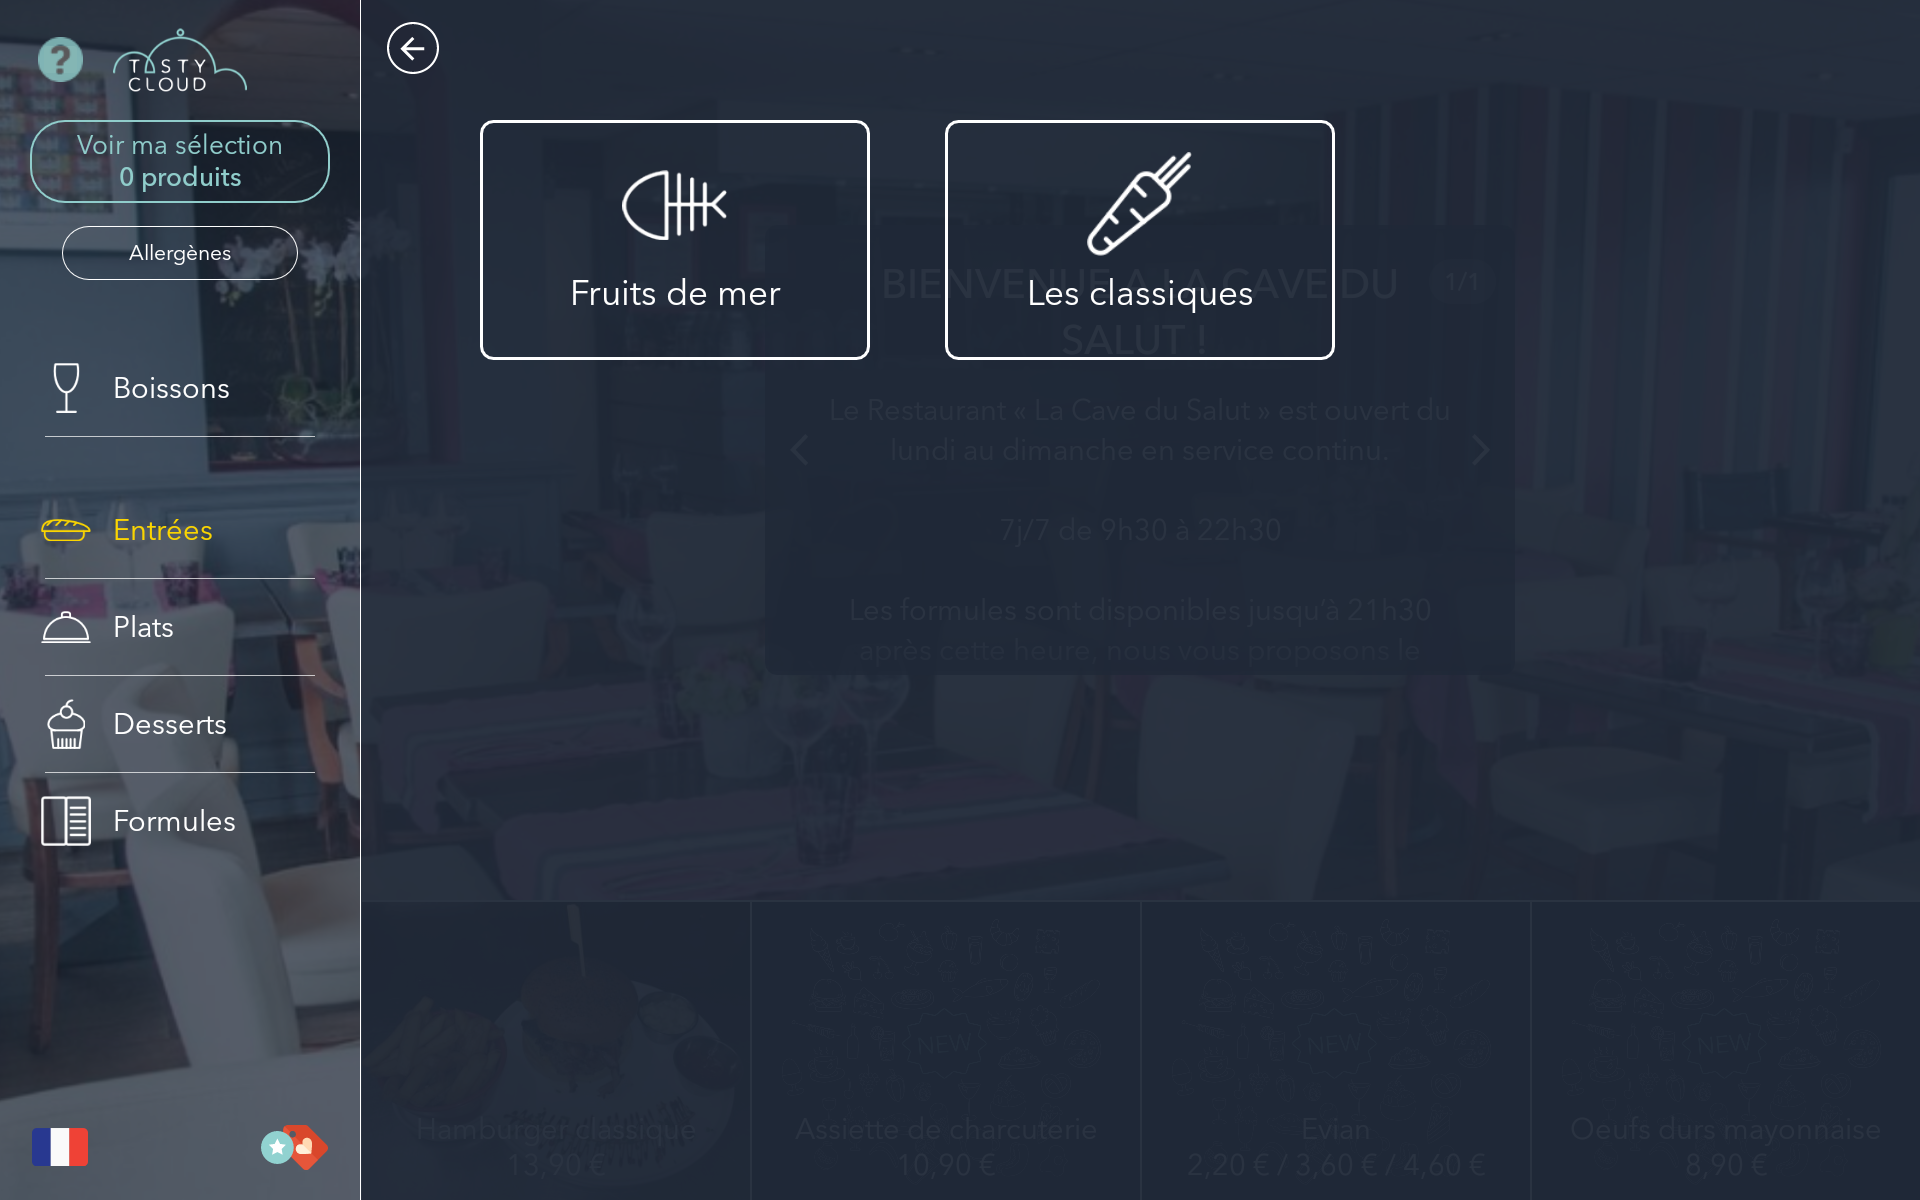 ?
TASTY
CLOUD
Voir ma sélection
0 produits
Allergènes
Boissons
Entrées
Plats
Desserts
Formules
Fruits de mer
Les classiques
BIENVENUE A LA CAVE DU
SALUT !
1/1
Le Restaurant « La Cave du Salut » est ouvert du
lundi au dimanche en service continu.
7j/7 de 9h30 à 22h30
Les formules sont disponibles jusqu'à 21h30
après cette heure, nous vous proposons le
NEW
NEW
NEW
Hamburger classique
13,90 €
Assiette de charcuterie
10,90 €
Evian
2,20 € / 3,60 € / 4,60 €
Oeufs durs mayonnaise
8,90 €